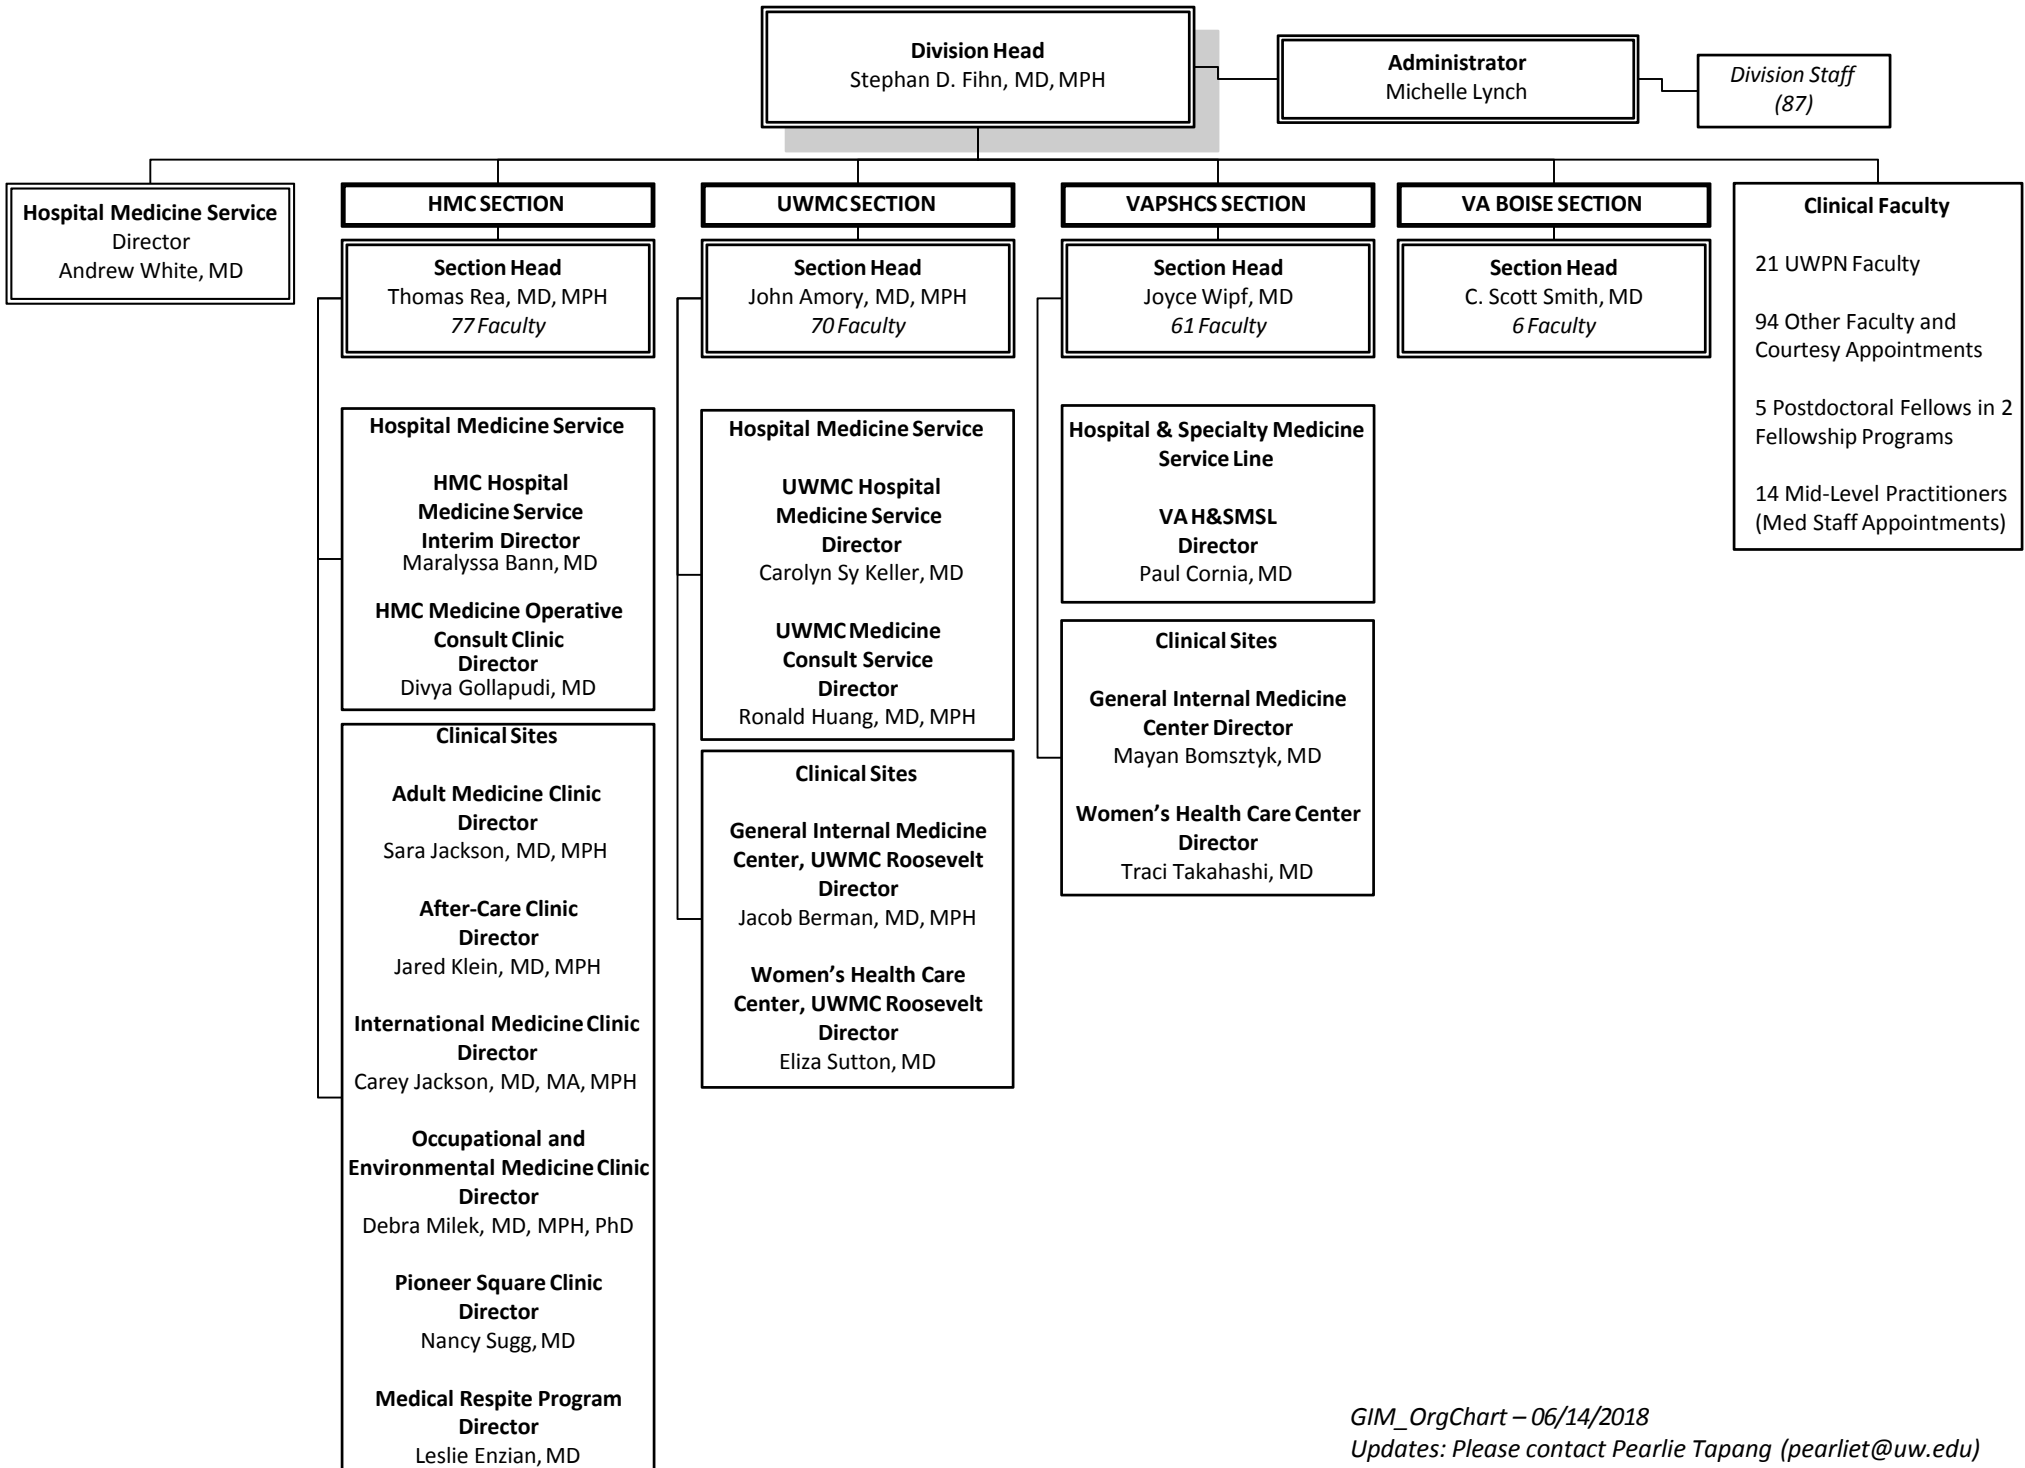 Division Head
Stephan D. Fihn, MD, MPH
Administrator
Michelle Lynch
Division Staff
(87)
Hospital Medicine Service
Director
Andrew White, MD
HMC SECTION
Section Head
Thomas Rea, MD, MPH
77 Faculty
Hospital Medicine Service
HMC Hospital
Medicine Service
Interim Director
Maralyssa Bann, MD
HMC Medicine Operative
Consult Clinic
Director
Divya Gollapudi, MD
Clinical Sites
Adult Medicine Clinic
Director
Sara Jackson, MD, MPH
After-Care Clinic
Director
Jared Klein, MD, MPH
International Medicine Clinic
Director
Carey Jackson, MD, MA, MPH
Occupational and
Environmental Medicine Clinic
Director
Debra Milek, MD, MPH, PhD
Pioneer Square Clinic
Director
Nancy Sugg, MD
Medical Respite Program
Director
Leslie Enzian, MD
UWMC SECTION
Section Head
John Amory, MD, MPH
70 Faculty
Hospital Medicine Service
UWMC Hospital
Medicine Service
Director
Carolyn Sy Keller, MD
UWMC Medicine
Consult Service
Director
Ronald Huang, MD, MPH
Clinical Sites
General Internal Medicine
Center, UWMC Roosevelt
Director
Jacob Berman, MD, MPH
Women's Health Care
Center, UWMC Roosevelt
Director
Eliza Sutton, MD
VAPSHCS SECTION
Section Head
Joyce Wipf, MD
61 Faculty
Hospital & Specialty Medicine
Service Line
VA H&SMSL
Director
Paul Cornia, MD
Clinical Sites
General Internal Medicine
Center Director
Mayan Bomsztyk, MD
Women's Health Care Center
Director
Traci Takahashi, MD
VA BOISE SECTION
Section Head
C. Scott Smith, MD
6 Faculty
Clinical Faculty
21 UWPN Faculty
94 Other Faculty and
Courtesy Appointments
5 Postdoctoral Fellows in 2
Fellowship Programs
14 Mid-Level Practitioners
(Med Staff Appointments)
GIM_OrgChart – 06/14/2018
Updates: Please contact Pearlie Tapang (pearliet@uw.edu)